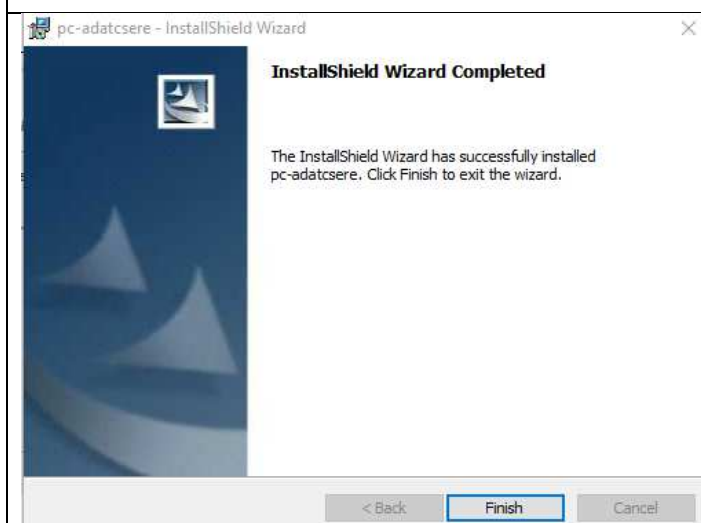 pc-adatcsere - InstallShield Wizard
InstallShield Wizard Completed
The InstallShield Wizard has successfully installed
pc-adatcsere. Click Finish to exit the wizard.
< Back
Finish
Cancel